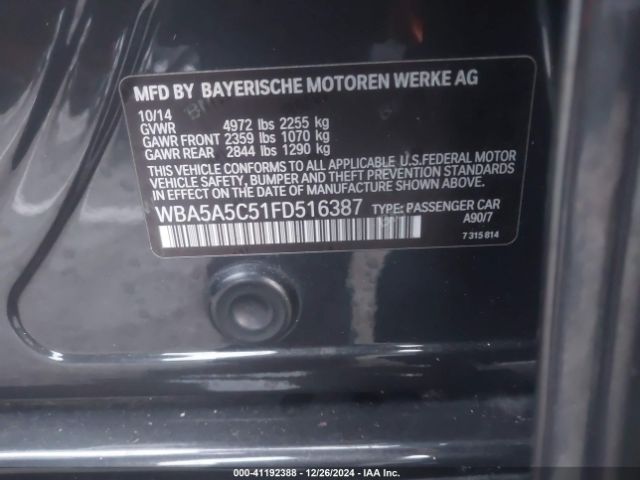 MFD BY BAYERISCHE MOTOREN WERKE AG
10/14
GVWR 4972 lbs 2255 kg
GAWR FRONT 2359 lbs 1070 kg
GAWR REAR 2844 lbs 1290 kg
THIS VEHICLE CONFORMS TO ALL APPLICABLE U.S.FEDERAL MOTOR
VEHICLE SAFETY, BUMPER AND THEFT PREVENTION STANDARDS
IN EFFECT ON THE DATE OF MANUFACTURE SHOWN ABOVE.
WBA5A5C51FD516387 TYPE: PASSENGER CAR
A90/7
7 315 814
000-41192388 - 12/26/2024 - IAA Inc.